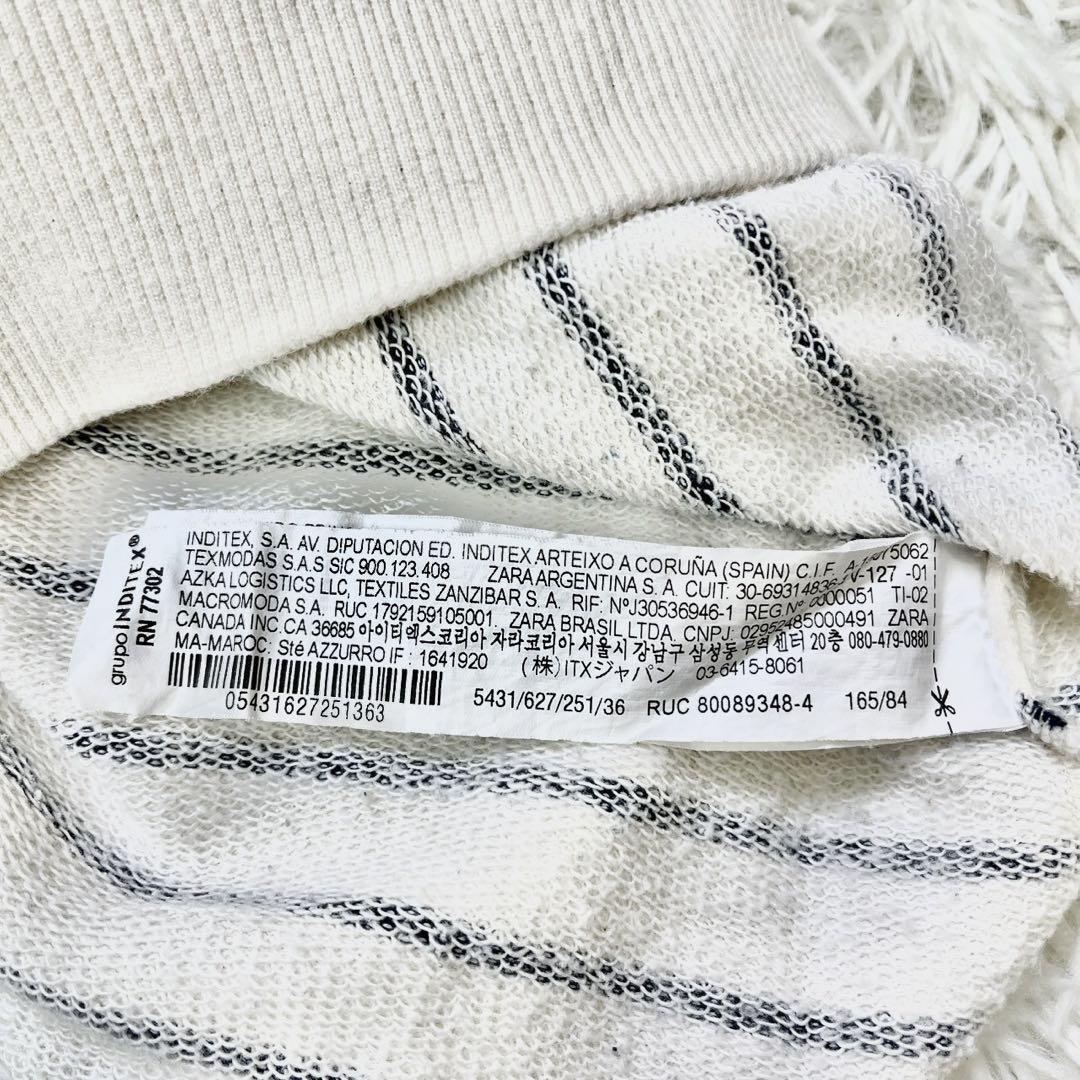 grupo INDITEX®
RN 77302
INDITEX, S.A. AV. DIPUTACION ED. INDITEX ARTEIXO A CORUÑA (SPAIN) C.I.F.
TEXMODAS S.A.S SIC 900.123.408 ZARA ARGENTINA S. A. CUIT: 30-69314836- -127 -01
AZKA LOGISTICS LLC, TEXTILES ZANZIBAR S. A. RIF: NºJ30536946-1 REG.Nº 0300051 TI-02
MACROMODA S.A. RUC 1792159105001. ZARA BRASIL LTDA. CNPJ: 02952485000491 ZARA
CANADA INC.CA 36685 아이티엑스코리아 자라코리아 서울시 강남구 삼성동 무역 센터 20층 080-479-0880
MA-MAROC: Sté AZZURRO IF : 1641920 (株)ITXジャパン 03-6415-8061
05431627251363
5431/627/251/36 RUC 80089348-4 165/84